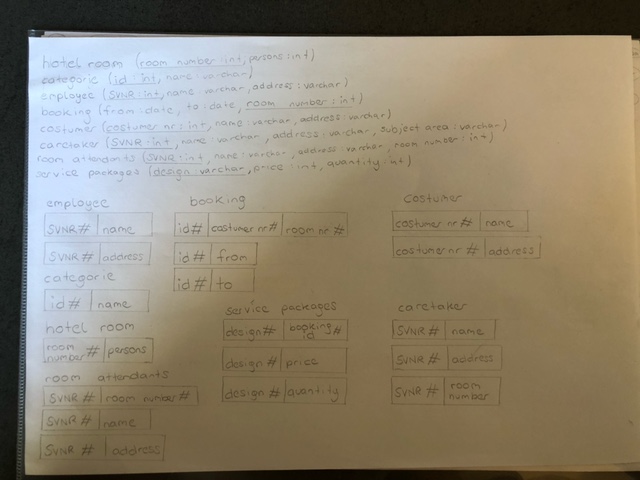 hotel room (room number:int, persons:int)
categorie (id:int, name varchar)
employee (SVNR:int, name varchar, address:varchar)
booking (from:date, to:date, room number:int)
costumer (costumer nr:int, name varchar, address:varchar)
caretaker (SVNR:int, name varchar, address:varchar, subject area:varchar)
room attendants (SVNR:int, name:varchar, address varchar, room number:int)
service packages (design varchar, price:int, quantity:int)
employee
SVNR# name
SVNR# address
categorie
id# name
hotel room
room number# persons
room attendants
SVNR# room number#
SVNR# name
SVNR# address
booking
id# costumer nr# room nr#
id# from
id# to
service packages
design# booking# id
design# price
design# quantity
costumer
costumer nr# name
costumer nr# address
caretaker
SVNR# name
SVNR# address
SVNR# room number